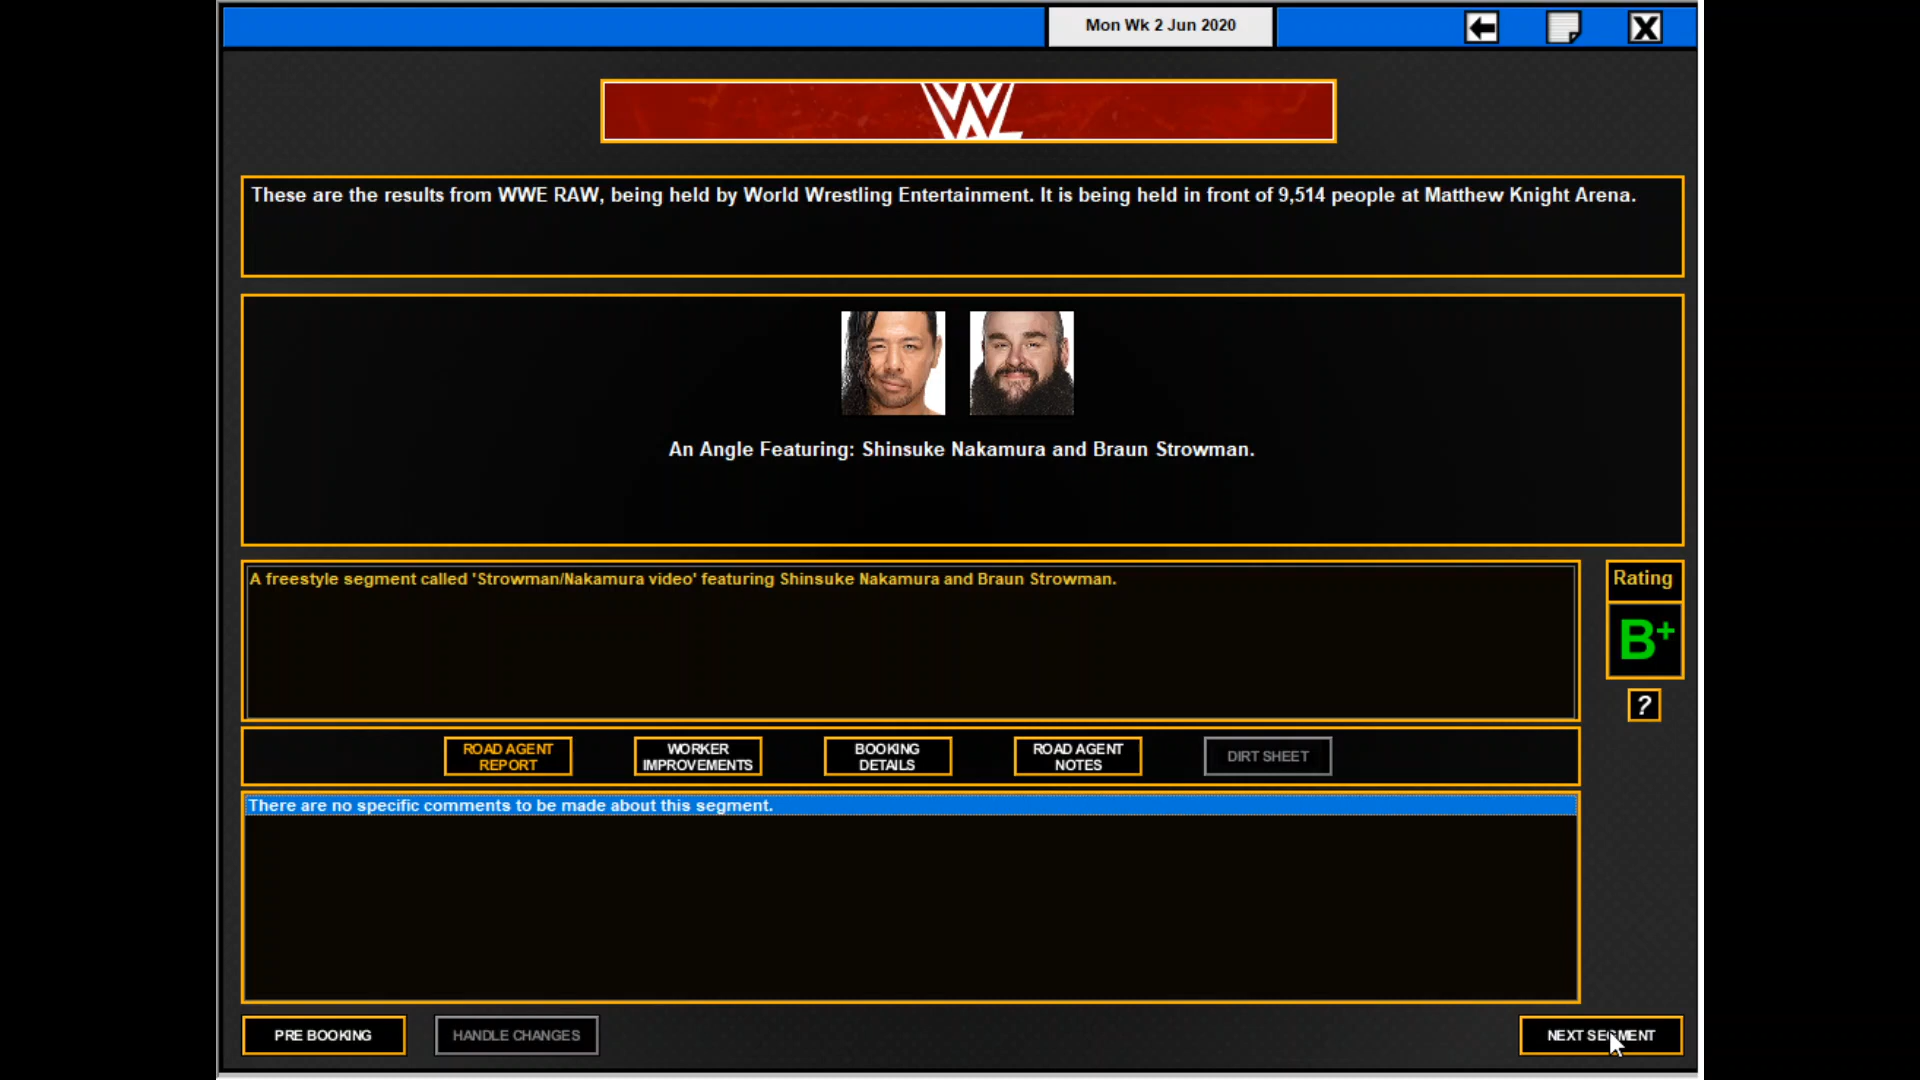 Mon Wk 2 Jun 2020
These are the results from WWE RAW, being held by World Wrestling Entertainment. It is being held in front of 9,514 people at Matthew Knight Arena.
An Angle Featuring: Shinsuke Nakamura and Braun Strowman.
A freestyle segment called 'Strowman/Nakamura video' featuring Shinsuke Nakamura and Braun Strowman.
Rating
B+
?
ROAD AGENT
REPORT
WORKER
IMPROVEMENTS
BOOKING
DETAILS
ROAD AGENT
NOTES
DIRT SHEET
There are no specific comments to be made about this segment.
PRE BOOKING
HANDLE CHANGES
NEXT SEGMENT